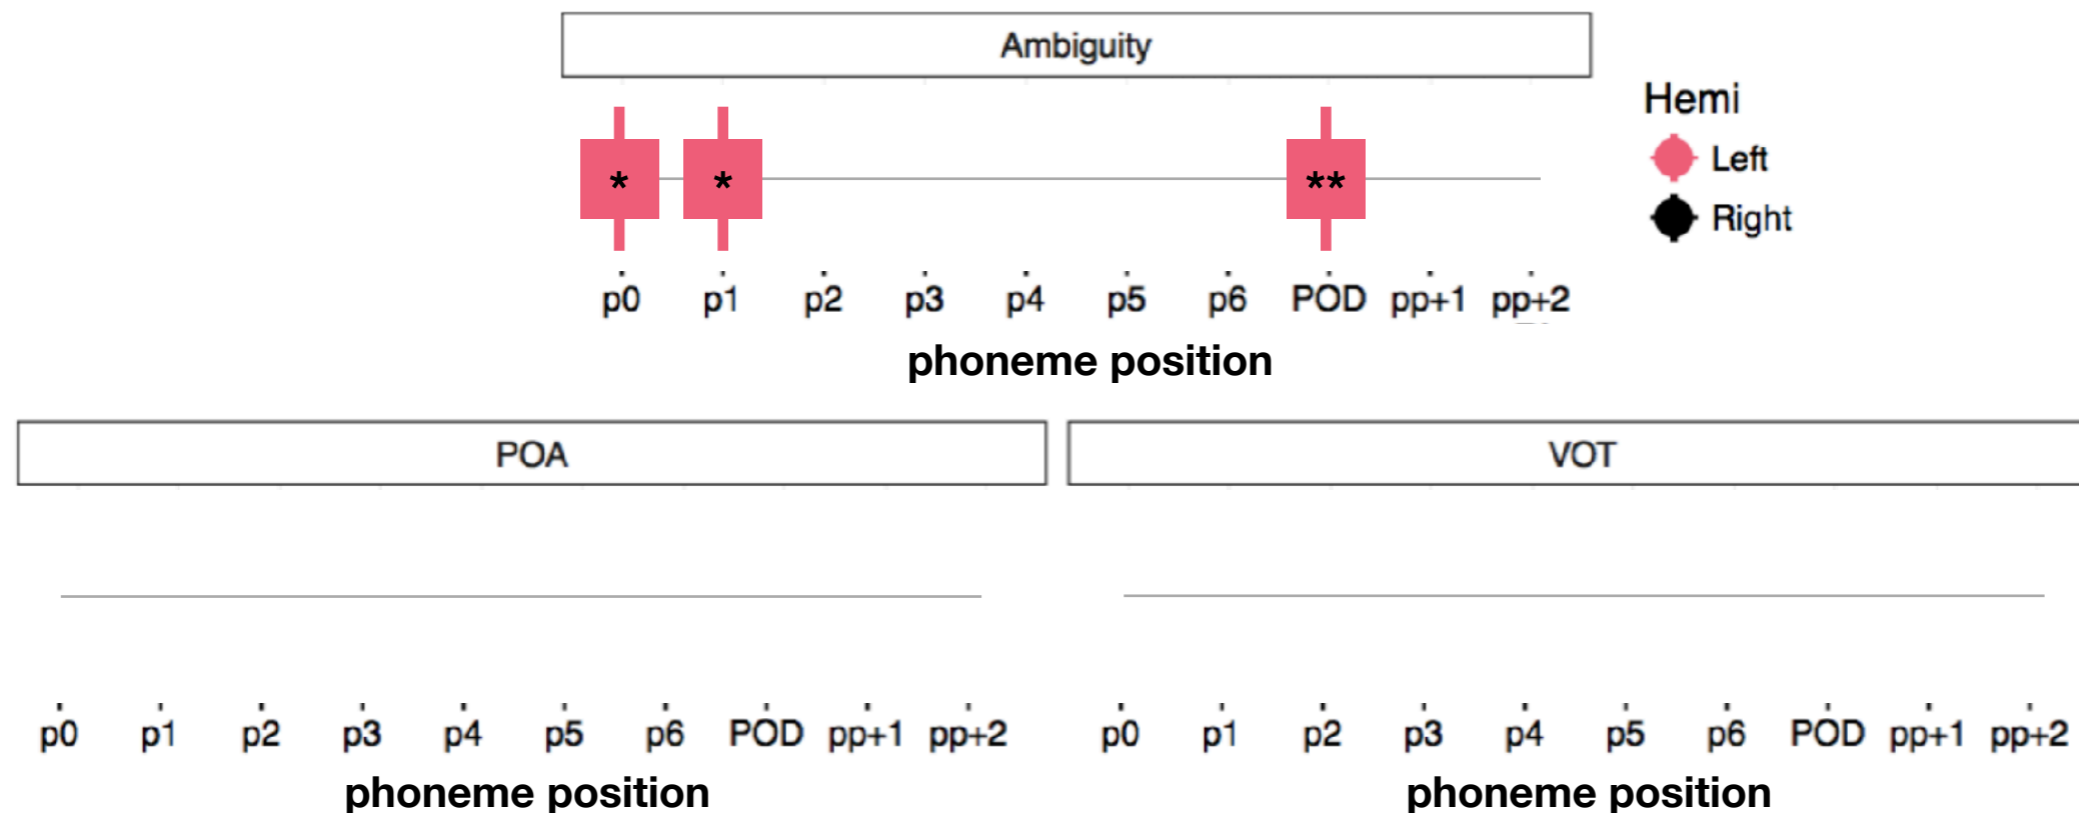 Ambiguity
Hemi
Left
Right
* * **
p0 p1 p2 p3 p4 p5 p6 POD pp+1 pp+2
phoneme position
POA VOT
p0 p1 p2 p3 p4 p5 p6 POD pp+1 pp+2 p0 p1 p2 p3 p4 p5 p6 POD pp+1 pp+2
phoneme position phoneme position